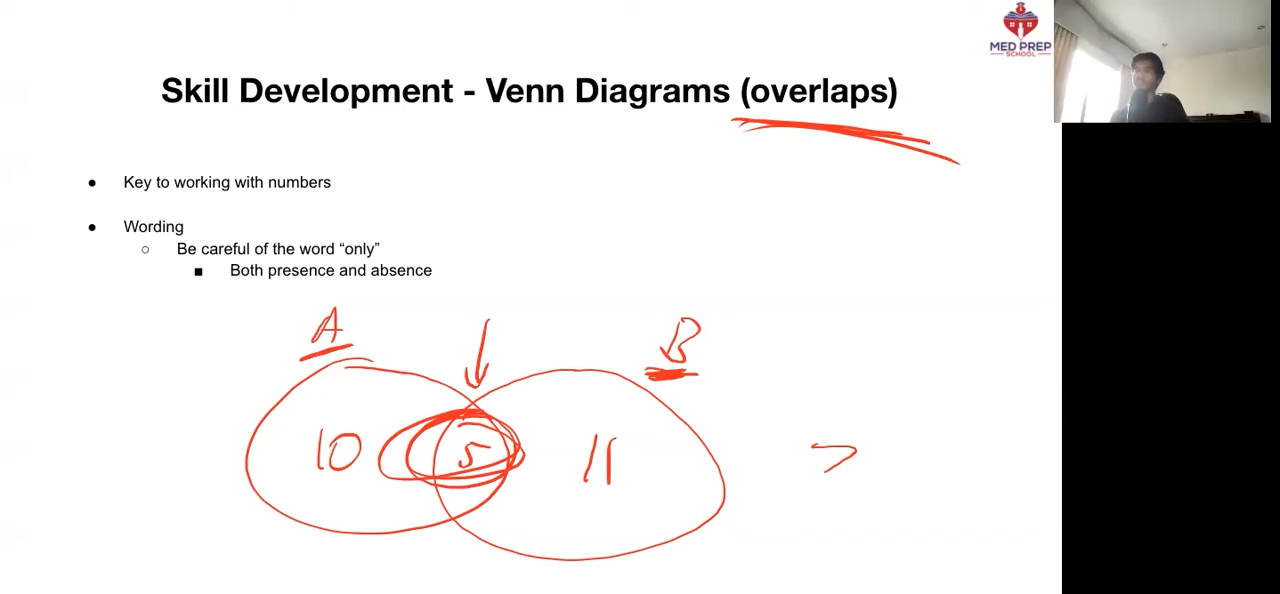 MED PREP
SCHOOL
Skill Development - Venn Diagrams (overlaps)
Key to working with numbers
Wording
Be careful of the word “only”
Both presence and absence
A
B
10
5
11